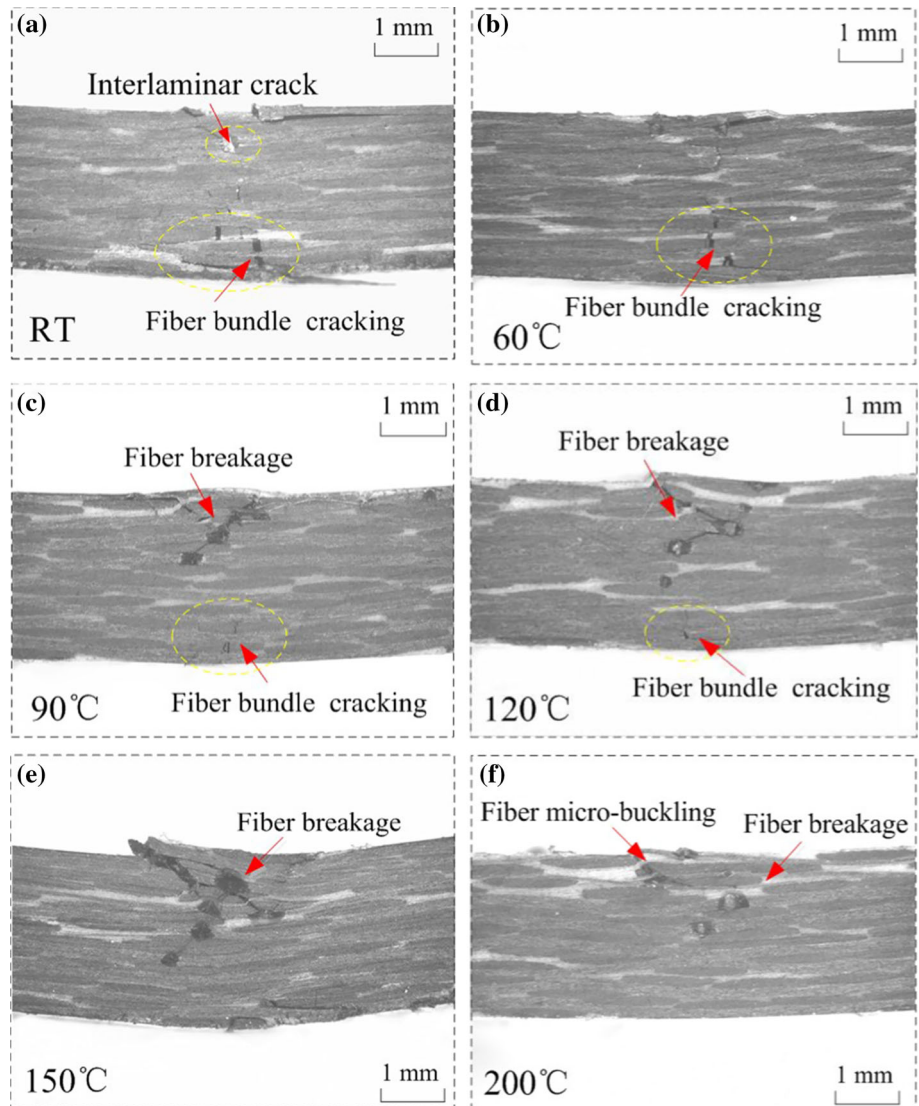 (a)
1 mm
Interlaminar crack
Fiber bundle cracking
RT
(b)
1 mm
Fiber bundle cracking
60℃
(c)
1 mm
Fiber breakage
Fiber bundle cracking
90℃
(d)
1 mm
Fiber breakage
Fiber bundle cracking
120℃
(e)
Fiber breakage
150℃
1 mm
(f)
Fiber micro-buckling
Fiber breakage
200℃
1 mm